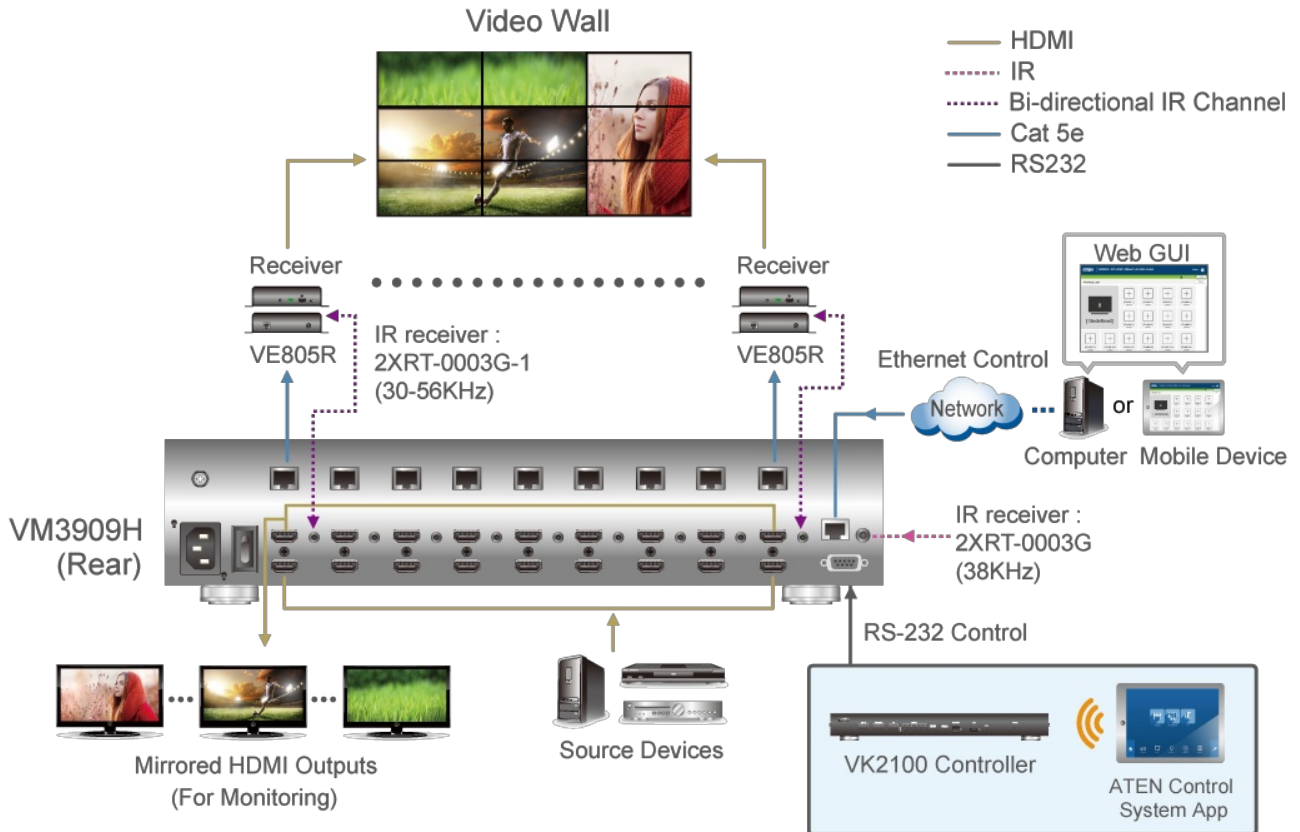 Video Wall
HDMI
IR
Bi-directional IR Channel
Cat 5e
RS232
Receiver
VE805R
IR receiver :
2XRT-0003G-1
(30-56KHz)
Receiver
VE805R
Web GUI
Ethernet Control
Network
or
Computer
Mobile Device
VM3909H
(Rear)
IR receiver :
2XRT-0003G
(38KHz)
RS-232 Control
Mirrored HDMI Outputs
(For Monitoring)
Source Devices
VK2100 Controller
ATEN Control
System App